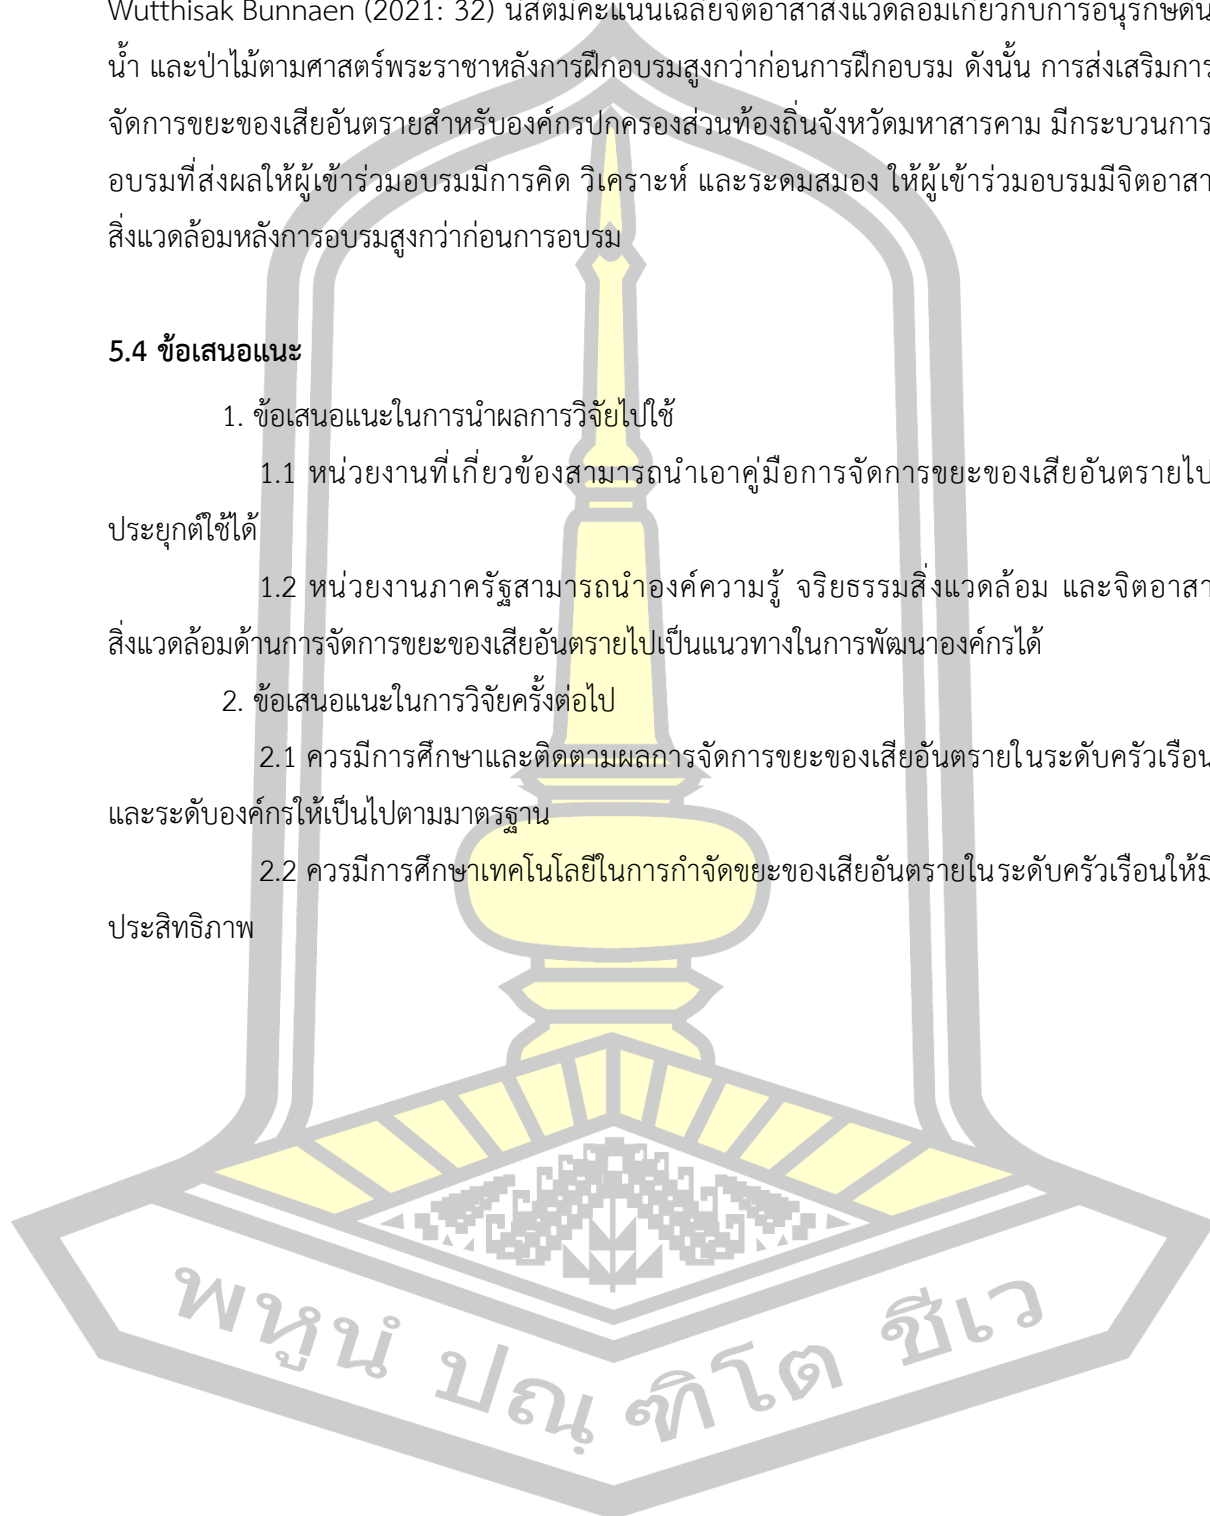 Wutthisak Bunnaen (2021: 32) นิสิตมีคะแนนเฉลี่ยจิตอาสาสิ่งแวดล้อมเกี่ยวกับการอนุรักษ์ดิน
น้ำ และป่าไม้ตามศาสตร์พระราชาหลังการฝึกอบรมสูงกว่าก่อนการฝึกอบรม ดังนั้น การส่งเสริมการ
จัดการขยะของเสียอันตรายสำหรับองค์กรปกครองส่วนท้องถิ่นจังหวัดมหาสารคาม มีกระบวนการ
อบรมที่ส่งผลให้ผู้เข้าร่วมอบรมมีการคิด วิเคราะห์ และระดมสมอง ให้ผู้เข้าร่วมอบรมมีจิตอาสา
สิ่งแวดล้อมหลังการอบรมสูงกว่าก่อนการอบรม
5.4 ข้อเสนอแนะ
1. ข้อเสนอแนะในการนำผลการวิจัยไปใช้
1.1 หน่วยงานที่เกี่ยวข้องสามารถนำเอาคู่มือการจัดการขยะของเสียอันตรายไป
ประยุกต์ใช้ได้
1.2 หน่วยงานภาครัฐสามารถนำองค์ความรู้ จริยธรรมสิ่งแวดล้อม และจิตอาสา
สิ่งแวดล้อมด้านการจัดการขยะของเสียอันตรายไปเป็นแนวทางในการพัฒนาองค์กรได้
2. ข้อเสนอแนะในการวิจัยครั้งต่อไป
2.1 ควรมีการศึกษาและติดตามผลการจัดการขยะของเสียอันตรายในระดับครัวเรือน
และระดับองค์กรให้เป็นไปตามมาตรฐาน
2.2 ควรมีการศึกษาเทคโนโลยีในการกำจัดขยะของเสียอันตรายในระดับครัวเรือนให้มี
ประสิทธิภาพ
พหูนํ ปณฺฑิโต ชีเว